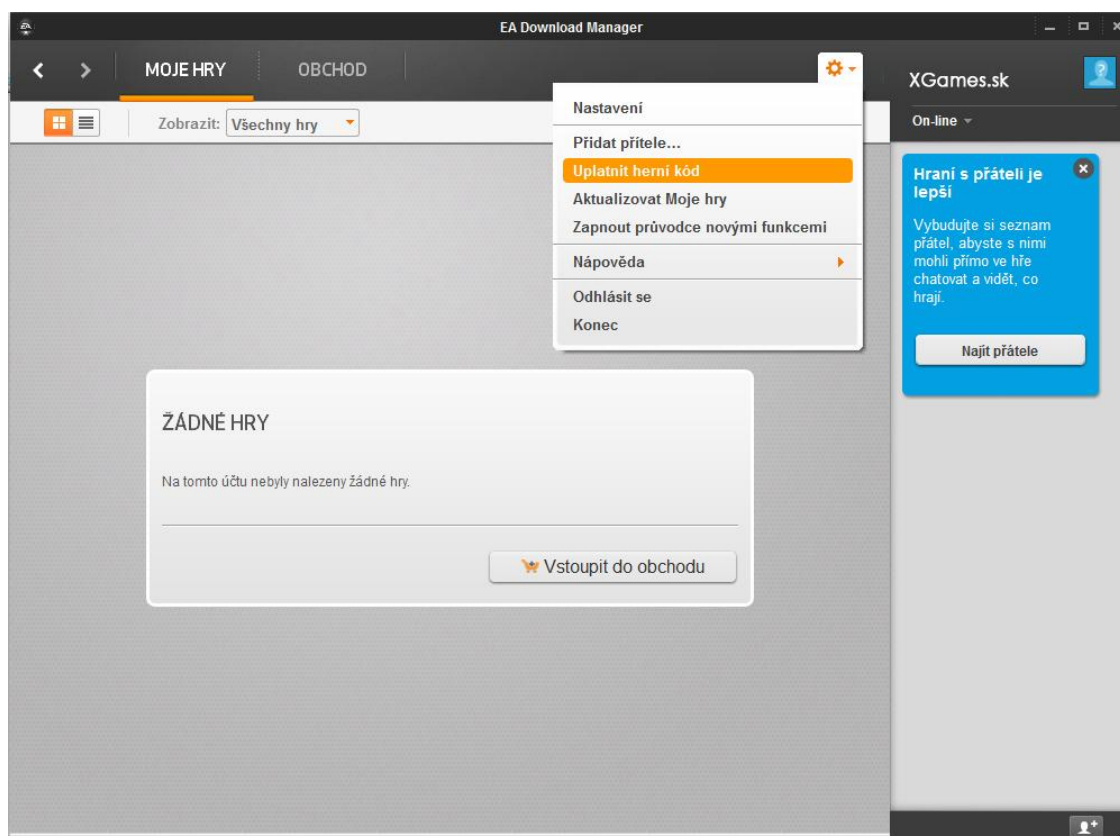 EA
EA Download Manager
MOJE HRY
OBCHOD
XGames.sk
On-line
Zobrazit: Všechny hry
Nastavení
Přidat přítele...
Uplatnit herní kód
Aktualizovat Moje hry
Zapnout průvodce novými funkcemi
Nápověda
Odhlásit se
Konec
Hraní s přáteli je
lepší
Vybudujte si seznam
přátel, abyste s nimi
mohli přímo ve hře
chatovat a vidět, co
hrají.
Najít přátele
ŽÁDNÉ HRY
Na tomto účtu nebyly nalezeny žádné hry.
Vstoupit do obchodu